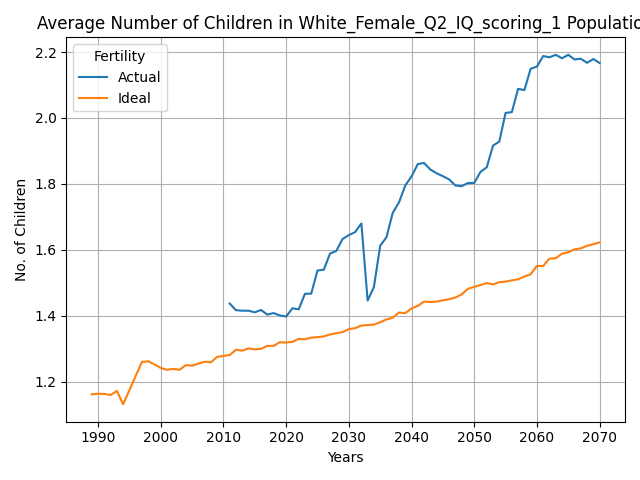 Average Number of Children in White_Female_Q2_IQ_scoring_1 Populatio
Fertility
Actual
Ideal
No. of Children
2.2
2.0
1.8
1.6
1.4
1.2
1990 2000 2010 2020 2030 2040 2050 2060 2070
Years